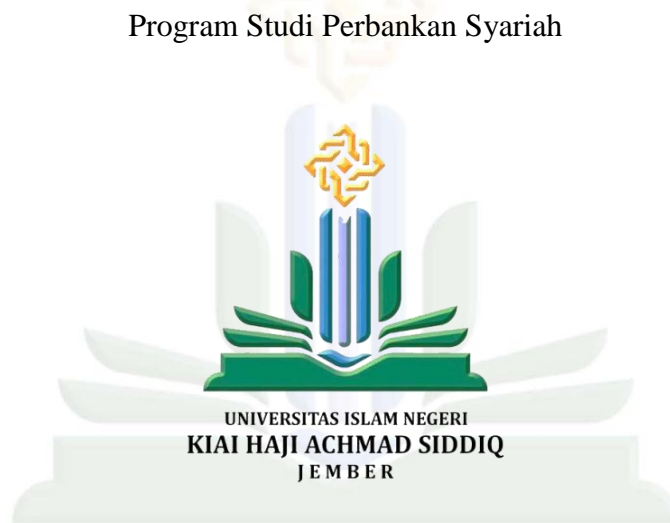 Program Studi Perbankan Syariah
UNIVERSITAS ISLAM NEGERI
KIAI HAJI ACHMAD SIDDIQ
JEMBER